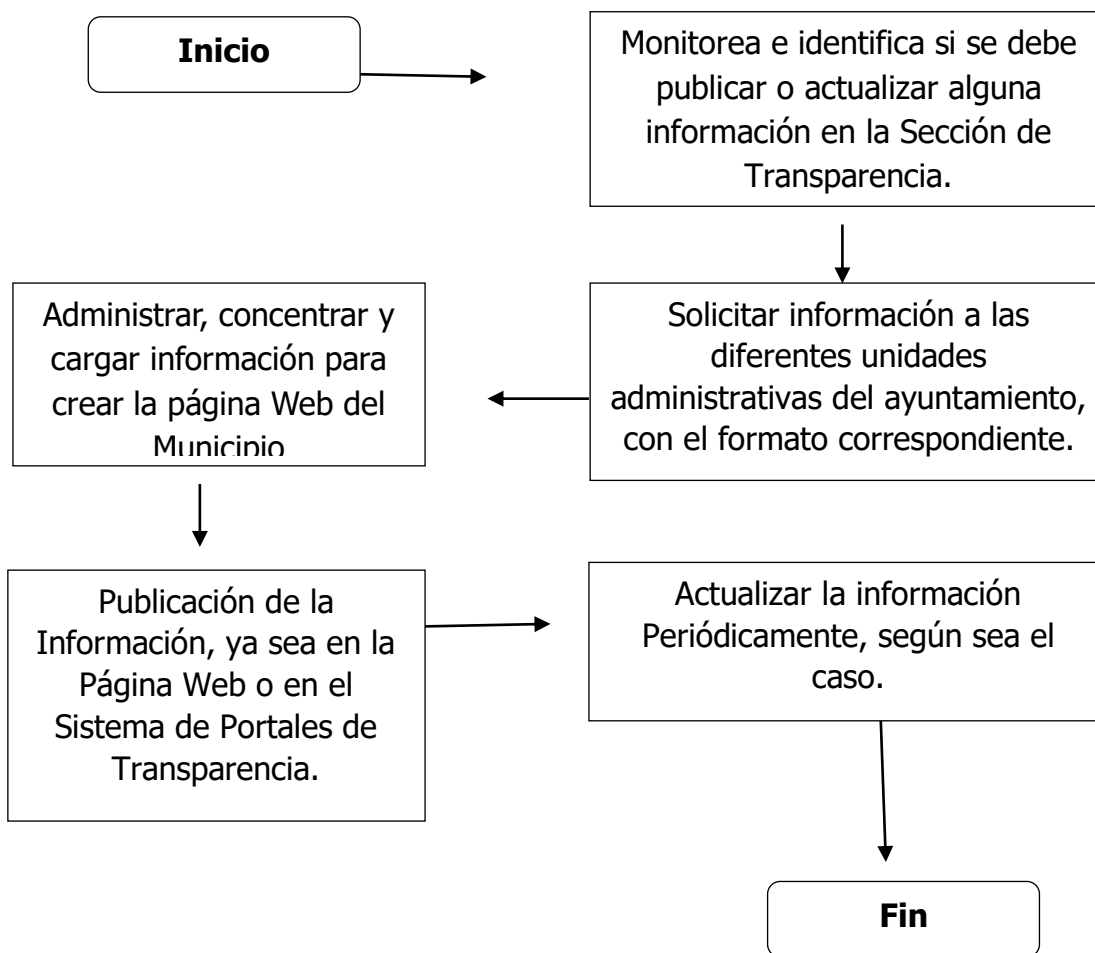 Inicio
Monitorea e identifica si se debe
publicar o actualizar alguna
información en la Sección de
Transparencia.
Solicitar información a las
diferentes unidades
administrativas del ayuntamiento,
con el formato correspondiente.
Administrar, concentrar y
cargar información para
crear la página Web del
Municipio
Publicación de la
Información, ya sea en la
Página Web o en el
Sistema de Portales de
Transparencia.
Actualizar la información
Periódicamente, según sea el
caso.
Fin